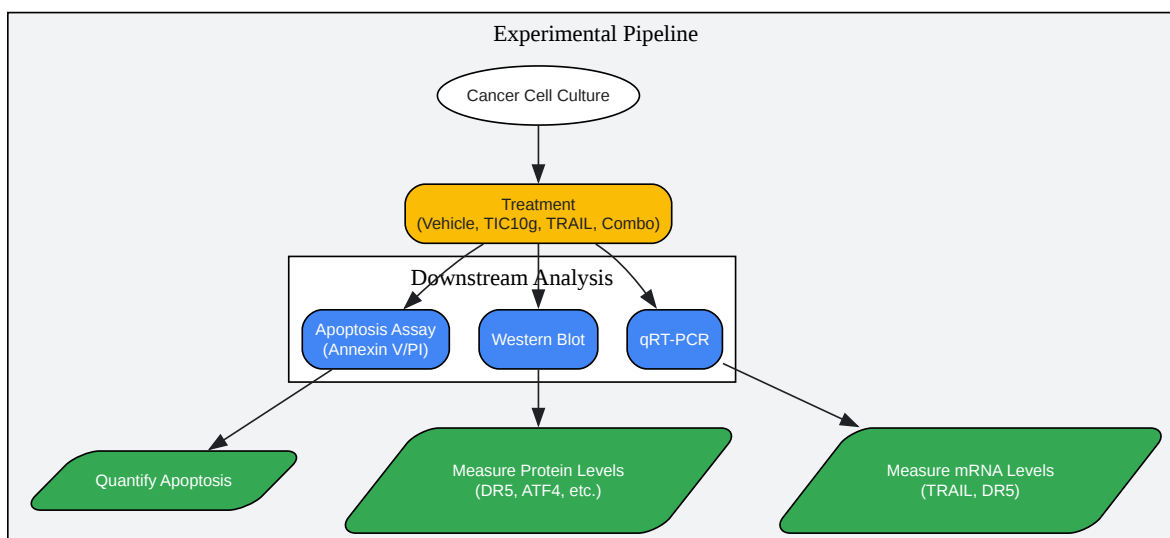 Experimental Pipeline
Cancer Cell Culture
Treatment
(Vehicle, TIC10g, TRAIL, Combo)
Downstream Analysis
Apoptosis Assay
(Annexin V/PI)
Western Blot
qRT-PCR
Quantify Apoptosis
Measure Protein Levels
(DR5, ATF4, etc.)
Measure mRNA Levels
(TRAIL, DR5)